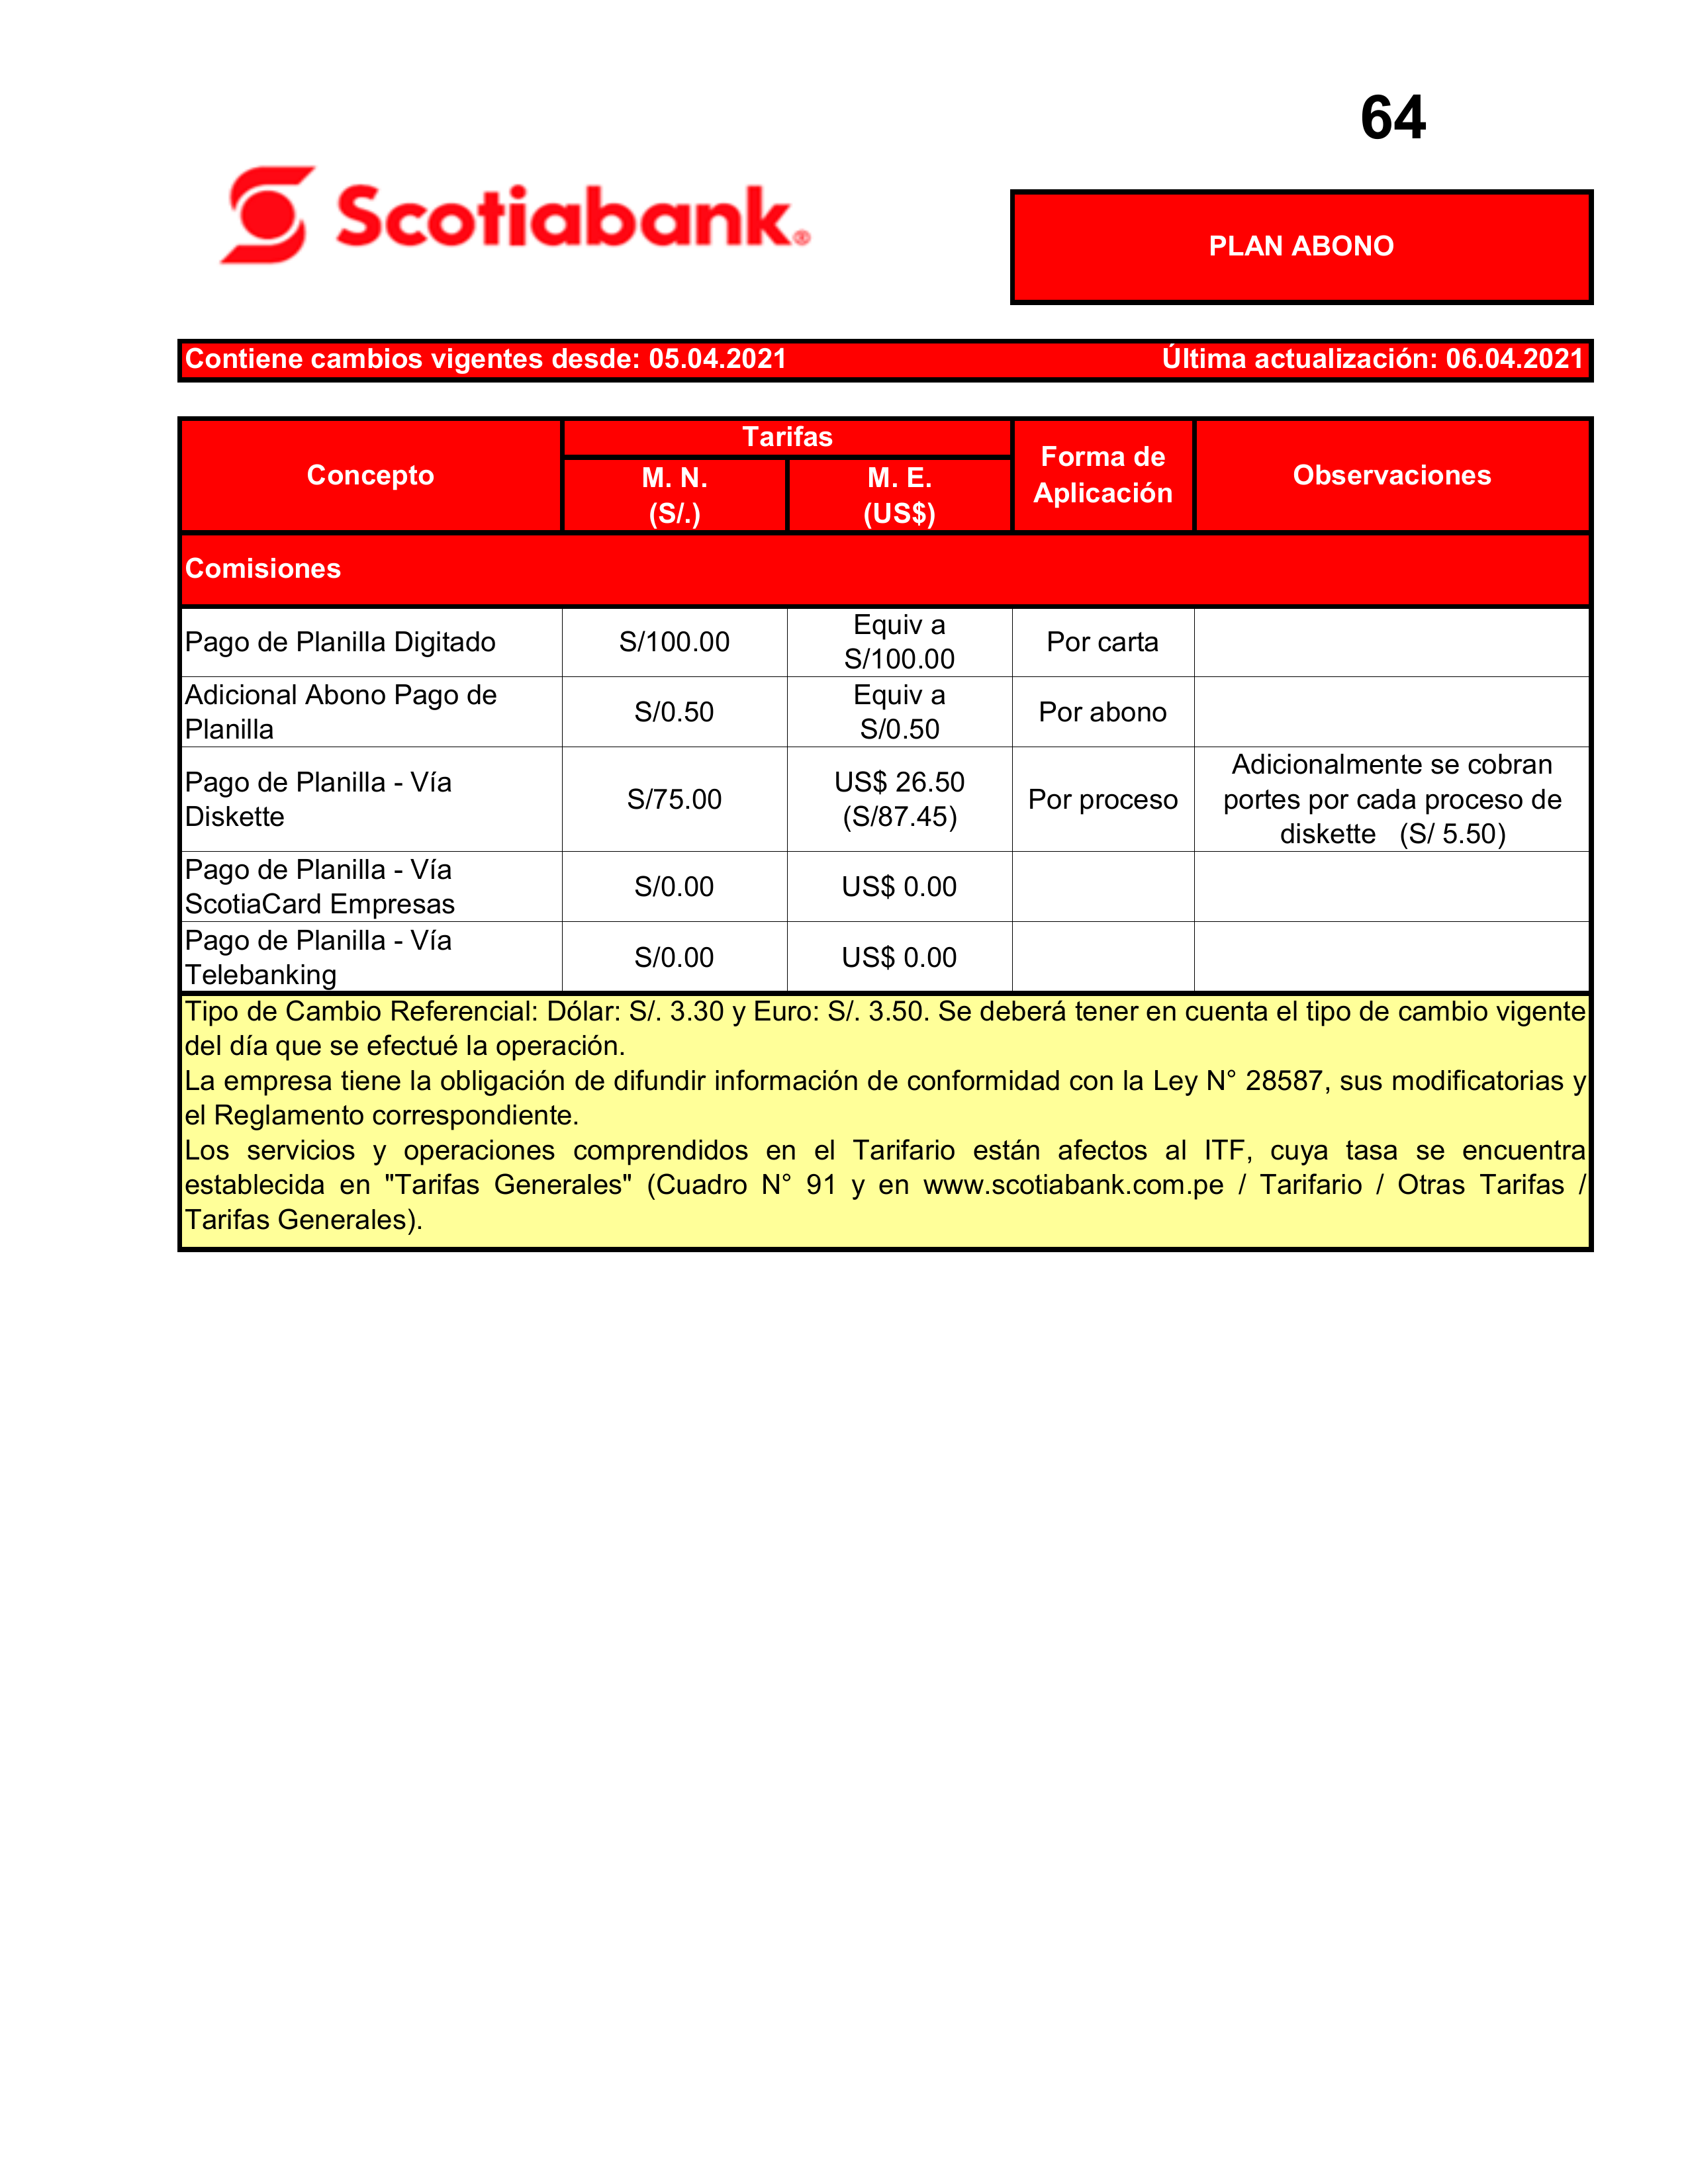 64
Scotiabank®
PLAN ABONO
Contiene cambios vigentes desde: 05.04.2021 Última actualización: 06.04.2021
Concepto
Tarifas
M. N.
(S/.)
M. E.
(US$)
Forma de
Aplicación
Observaciones
Comisiones
Pago de Planilla Digitado
S/100.00
Equiv a
S/100.00
Por carta
Adicional Abono Pago de
Planilla
S/0.50
Equiv a
S/0.50
Por abono
Pago de Planilla - Vía
Diskette
S/75.00
US$ 26.50
(S/87.45)
Por proceso
Adicionalmente se cobran
portes por cada proceso de
diskette (S/ 5.50)
Pago de Planilla - Vía
ScotiaCard Empresas
S/0.00
US$ 0.00
Pago de Planilla - Vía
Telebanking
S/0.00
US$ 0.00
Tipo de Cambio Referencial: Dólar: S/. 3.30 y Euro: S/. 3.50. Se deberá tener en cuenta el tipo de cambio vigente
del día que se efectué la operación.
La empresa tiene la obligación de difundir información de conformidad con la Ley N° 28587, sus modificatorias y
el Reglamento correspondiente.
Los servicios y operaciones comprendidos en el Tarifario están afectos al ITF, cuya tasa se encuentra
establecida en "Tarifas Generales" (Cuadro N° 91 y en www.scotiabank.com.pe / Tarifario / Otras Tarifas /
Tarifas Generales).